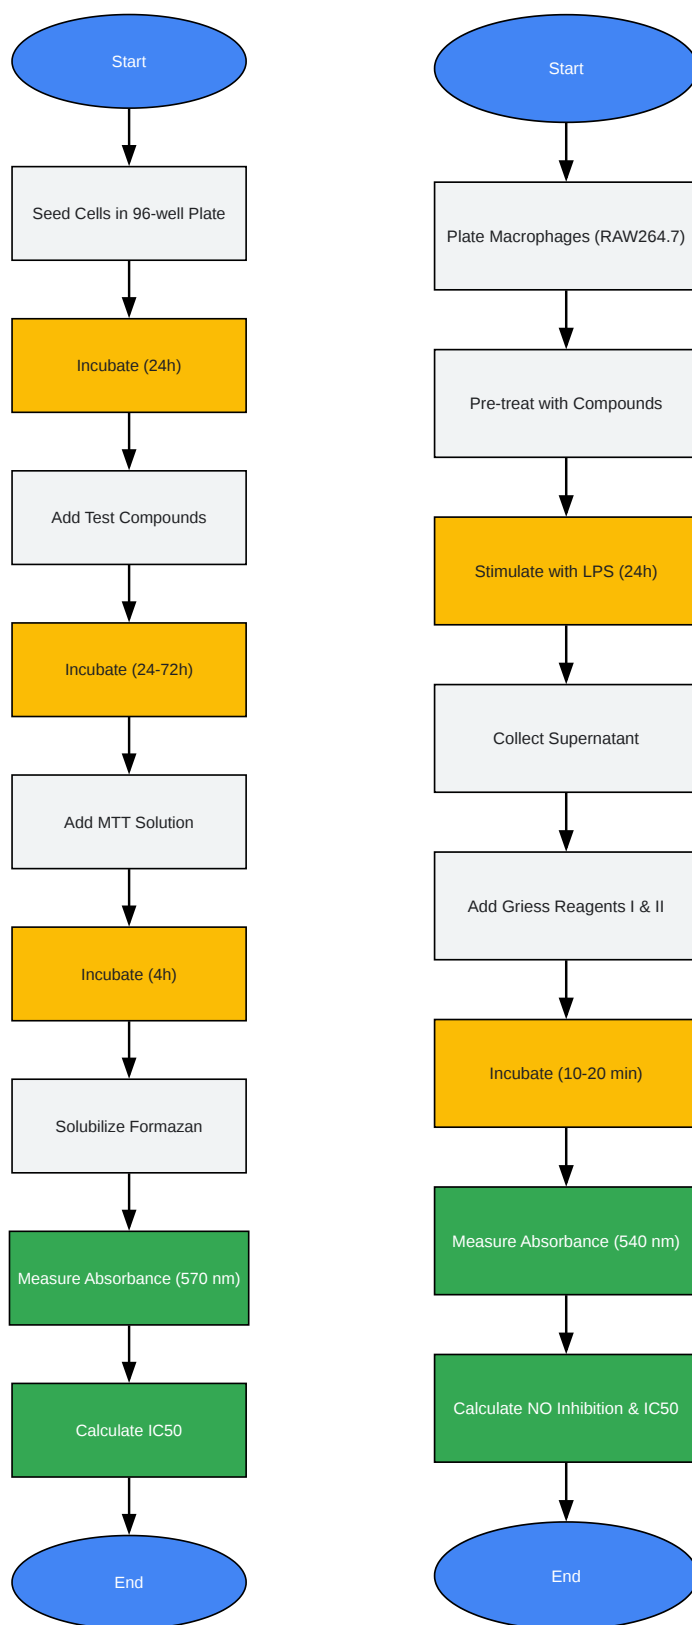 Start
Seed Cells in 96-well Plate
Incubate (24h)
Add Test Compounds
Incubate (24-72h)
Add MTT Solution
Incubate (4h)
Solubilize Formazan
Measure Absorbance (570 nm)
Calculate IC50
End
Start
Plate Macrophages (RAW264.7)
Pre-treat with Compounds
Stimulate with LPS (24h)
Collect Supernatant
Add Griess Reagents I & II
Incubate (10-20 min)
Measure Absorbance (540 nm)
Calculate NO Inhibition & IC50
End